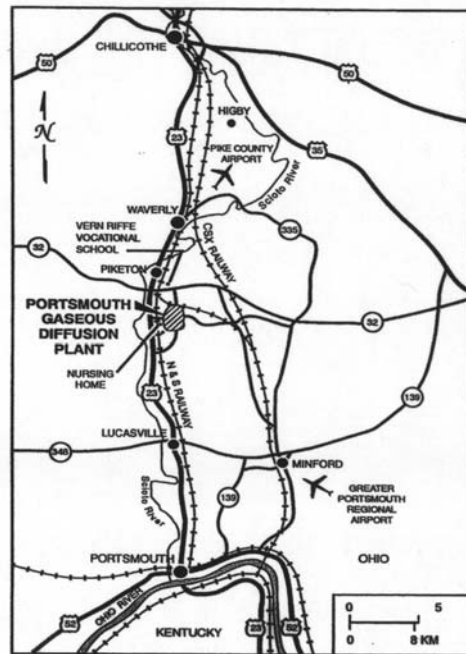 CHILLICOTHE
50
50
N
HIGBY
23
35
PIKE COUNTY
AIRPORT
Scioto River
WAVERLY
VERN RIFFE
VOCATIONAL
SCHOOL
335
CSX RAILWAY
32
PIKETON
PORTSMOUTH
GASEOUS
DIFFUSION
PLANT
32
NURSING
HOME
N & S RAILWAY
23
139
LUCASVILLE
348
MINFORD
Scioto River
139
GREATER
PORTSMOUTH
REGIONAL
AIRPORT
PORTSMOUTH
OHIO
OHIO RIVER
0 5
0 8 KM
52
KENTUCKY
23
52